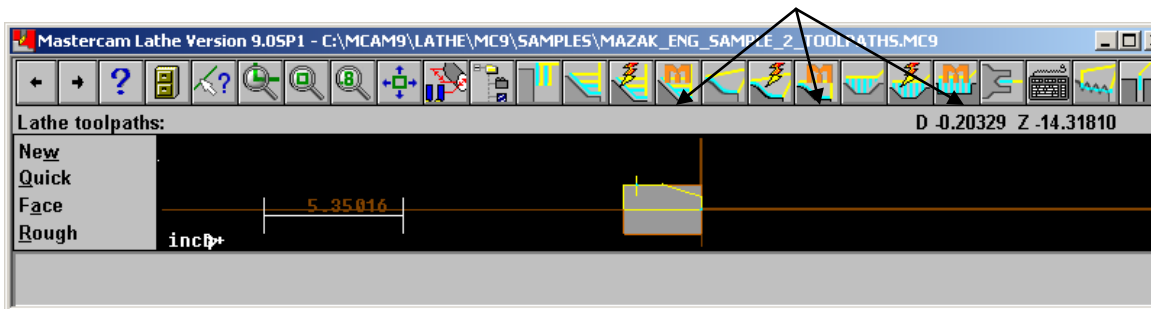 Mastercam Lathe Version 9.0SP1 - C:\MCAM9\LATHE\MC9\SAMPLES\MAZAK_ENG_SAMPLE_2_TOOLPATHS.MC9
Lathe toolpaths:
D -0.20329 Z -14.31810
New
Quick
Face
Rough
5.35016
inch
D+